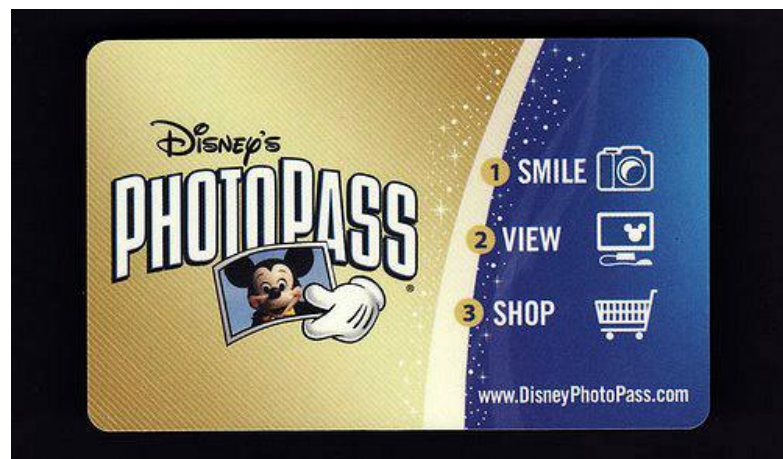 Disney's
PHOTOPASS
®
1 SMILE
2 VIEW
3 SHOP
www.DisneyPhotoPass.com